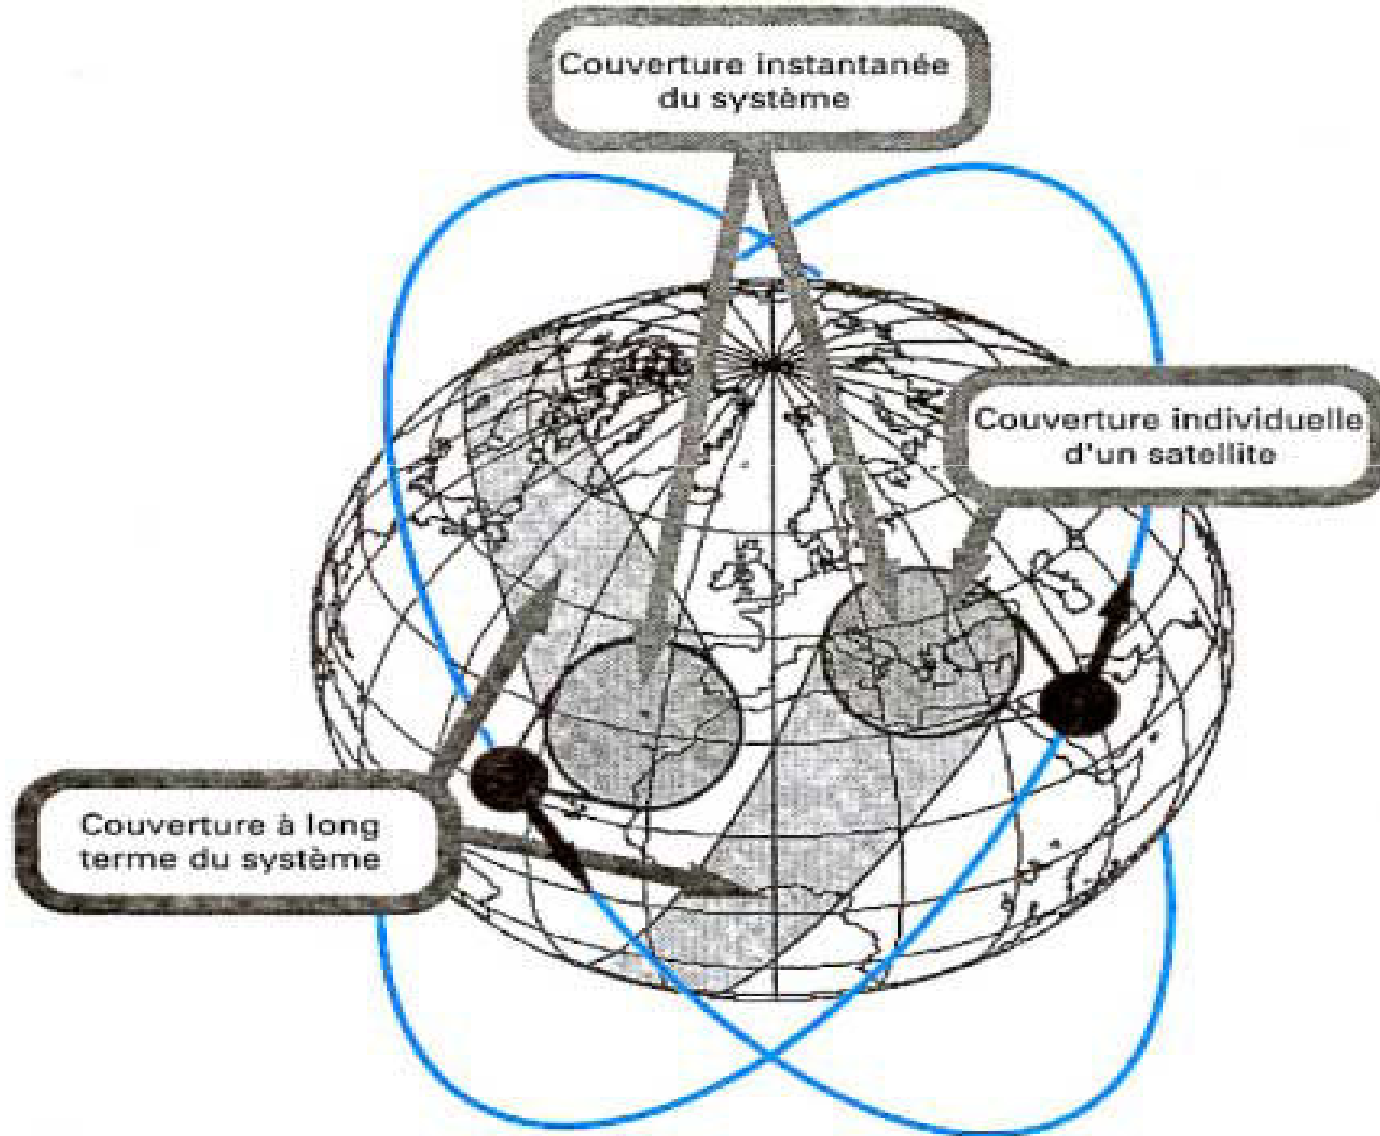 Couverture instantanée
du système
Couverture individuelle
d'un satellite
Couverture à long
terme du système